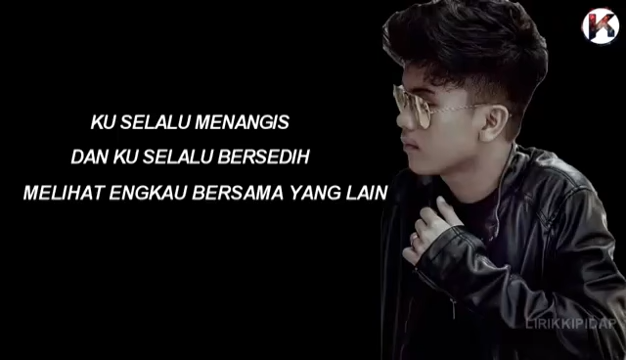 K
KU SELALU MENANGIS
DAN KU SELALU BERSEDIH
MELIHAT ENGKAU BERSAMA YANG LAIN
LIRIKKIPIDAP